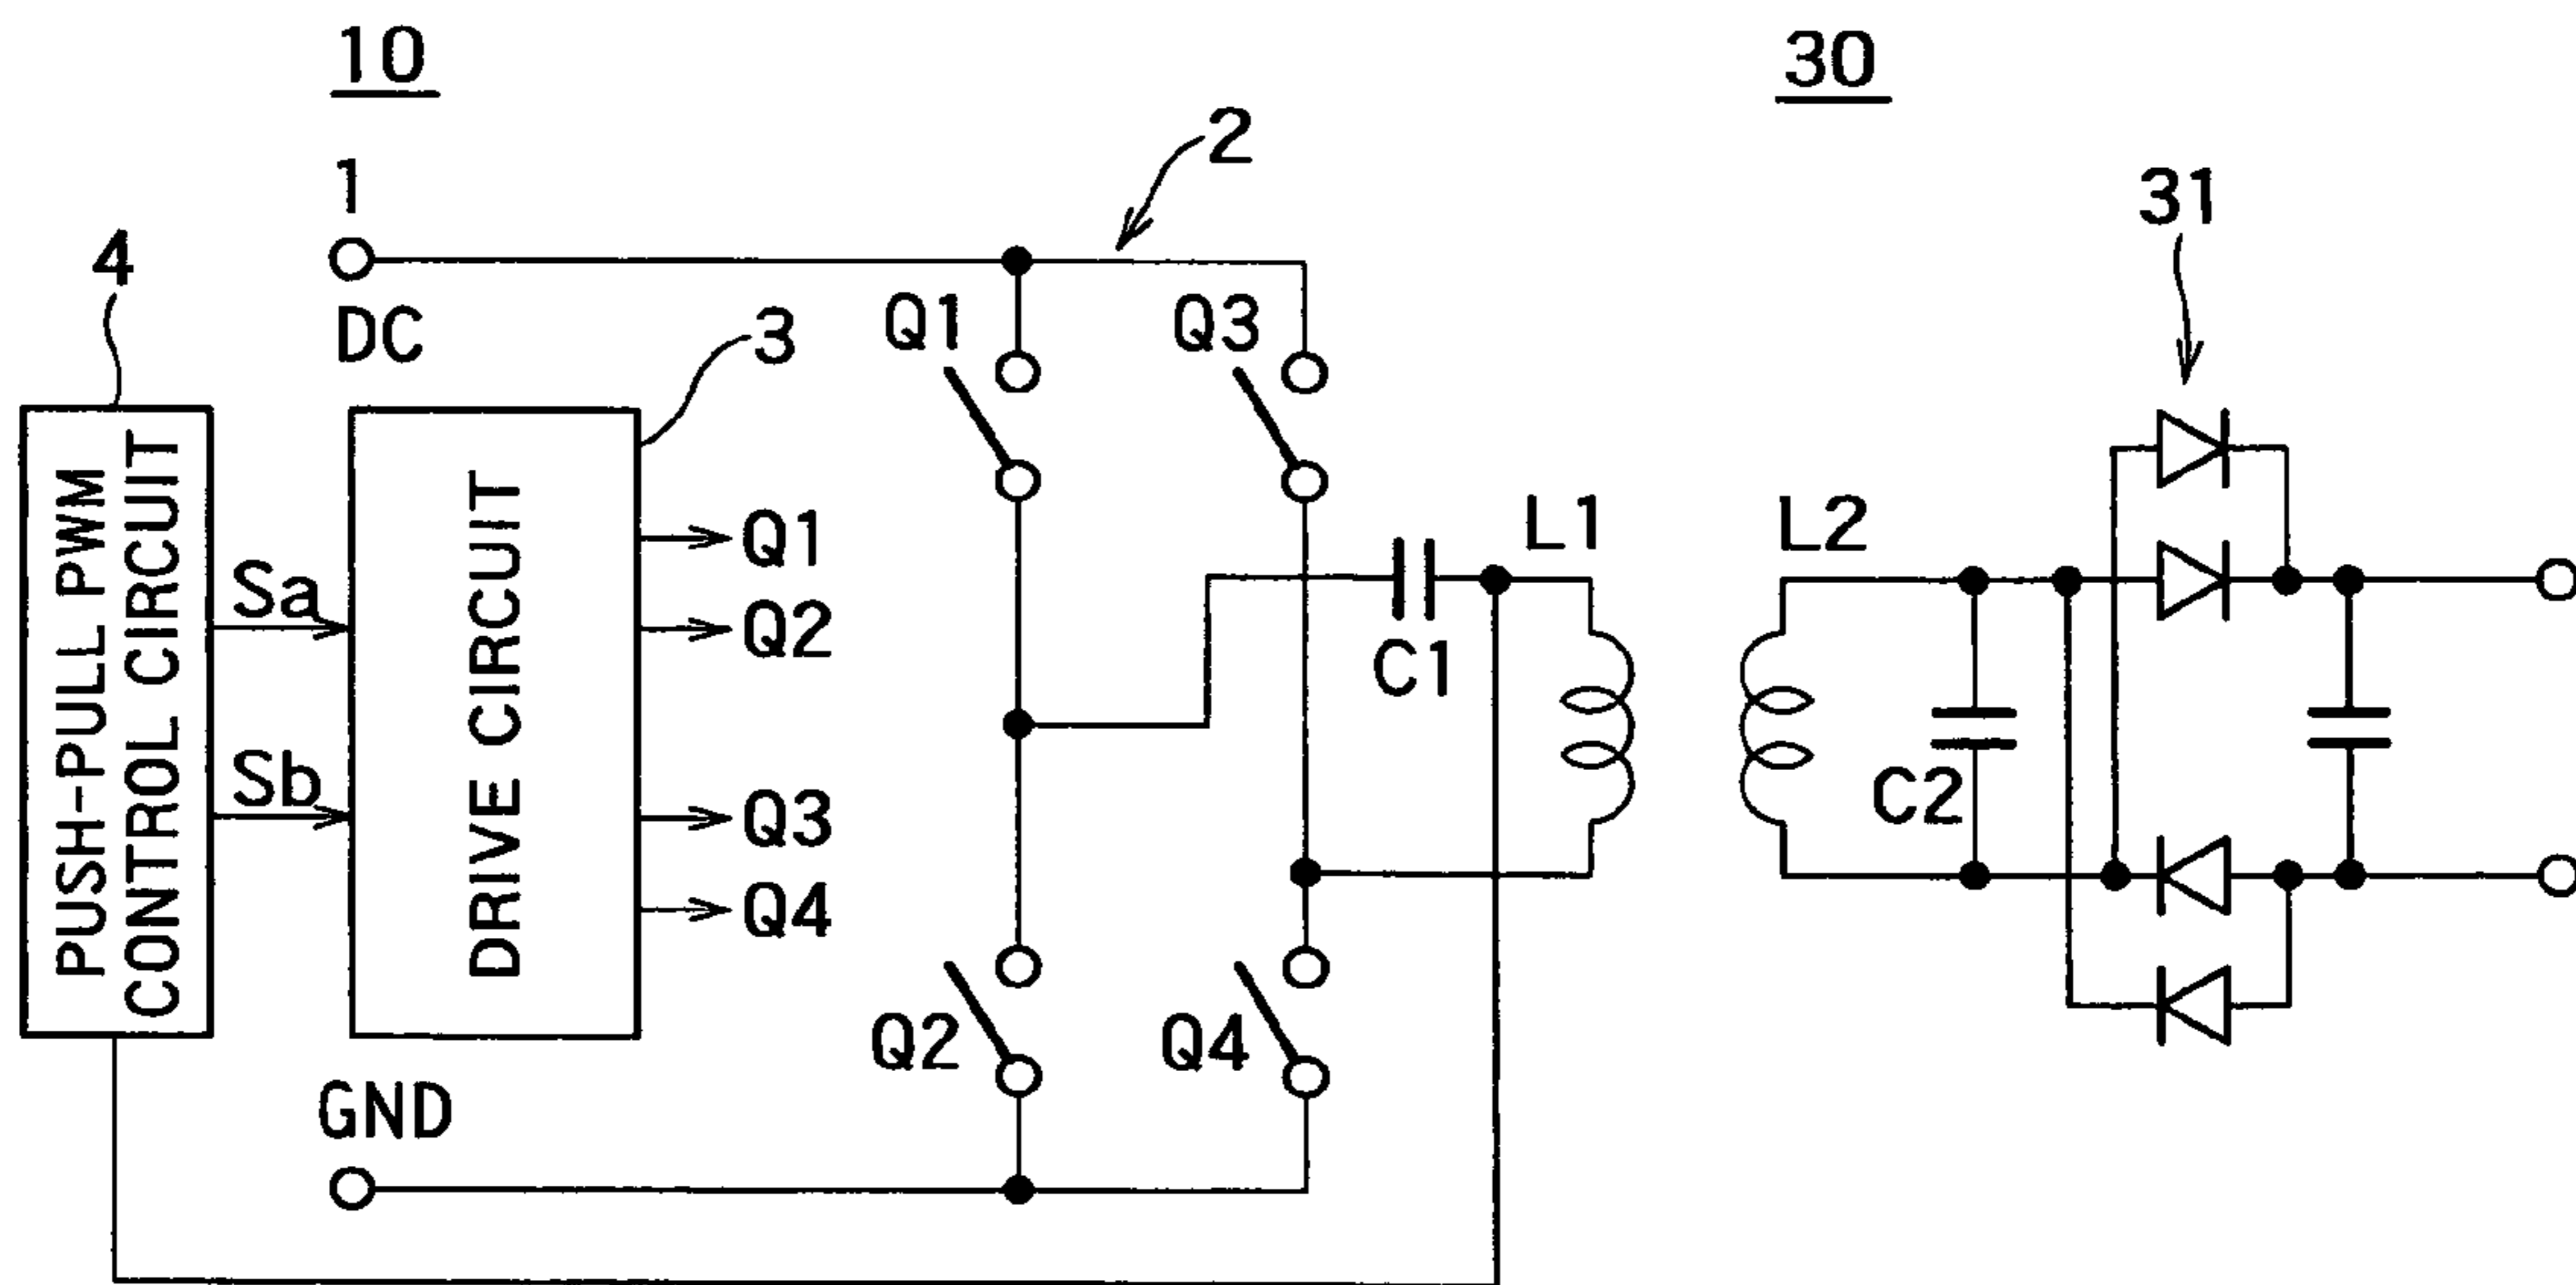 10
30
2
1
31
4
DC
Q1
Q3
3
L1
L2
PUSH-PULL PWM
CONTROL CIRCUIT
Sa
Sb
DRIVE CIRCUIT
Q1
Q2
Q3
Q4
C1
C2
Q2
Q4
GND